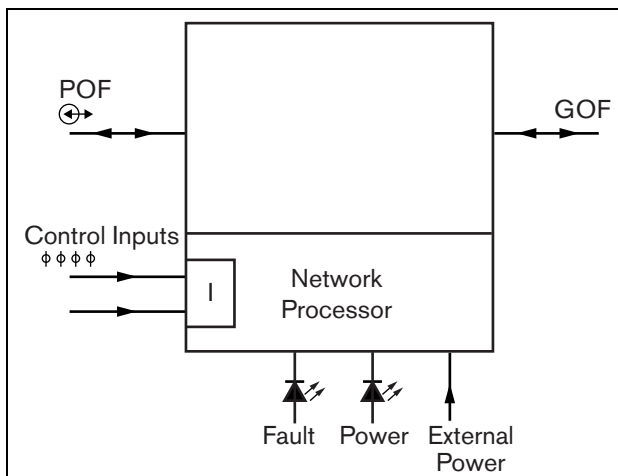 POF
GOF
Control Inputs
I
Network
Processor
Fault
Power
External
Power